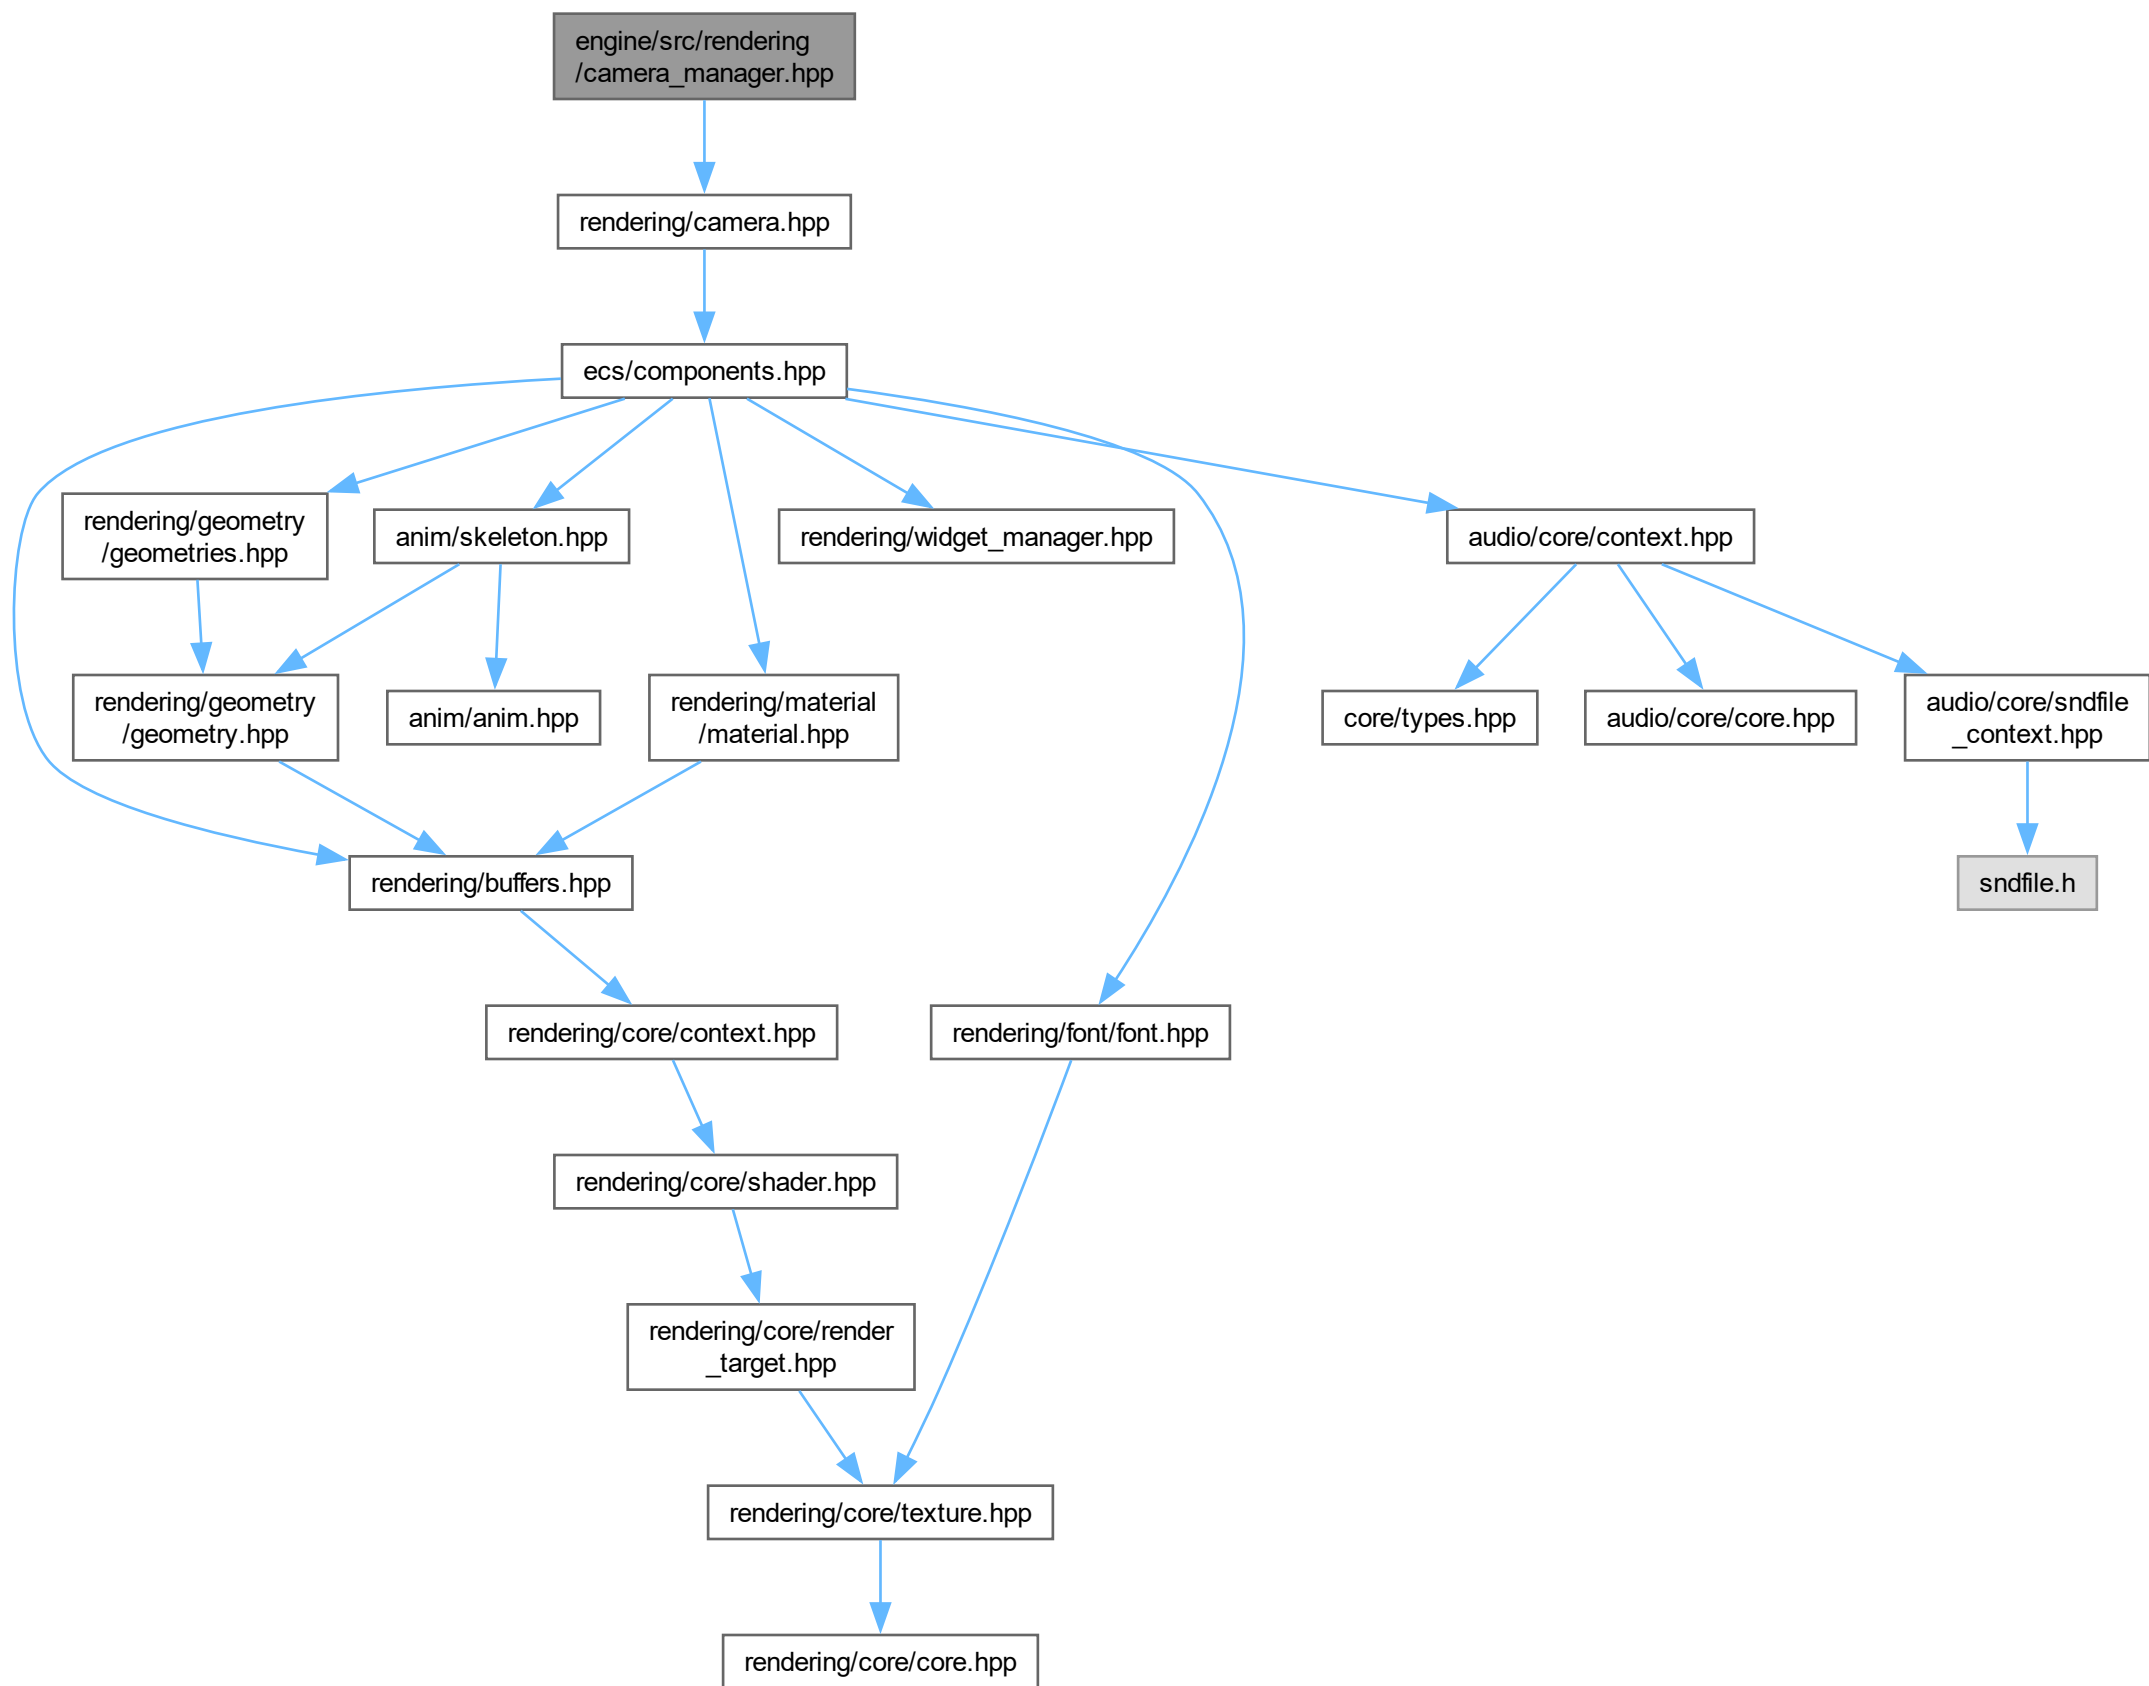 engine/src/rendering
/camera_manager.hpp
rendering/camera.hpp
ecs/components.hpp
rendering/geometry
/geometries.hpp
anim/skeleton.hpp
rendering/widget_manager.hpp
audio/core/context.hpp
rendering/geometry
/geometry.hpp
anim/anim.hpp
rendering/material
/material.hpp
core/types.hpp
audio/core/core.hpp
audio/core/sndfile
_context.hpp
rendering/buffers.hpp
sndfile.h
rendering/core/context.hpp
rendering/font/font.hpp
rendering/core/shader.hpp
rendering/core/render
_target.hpp
rendering/core/texture.hpp
rendering/core/core.hpp